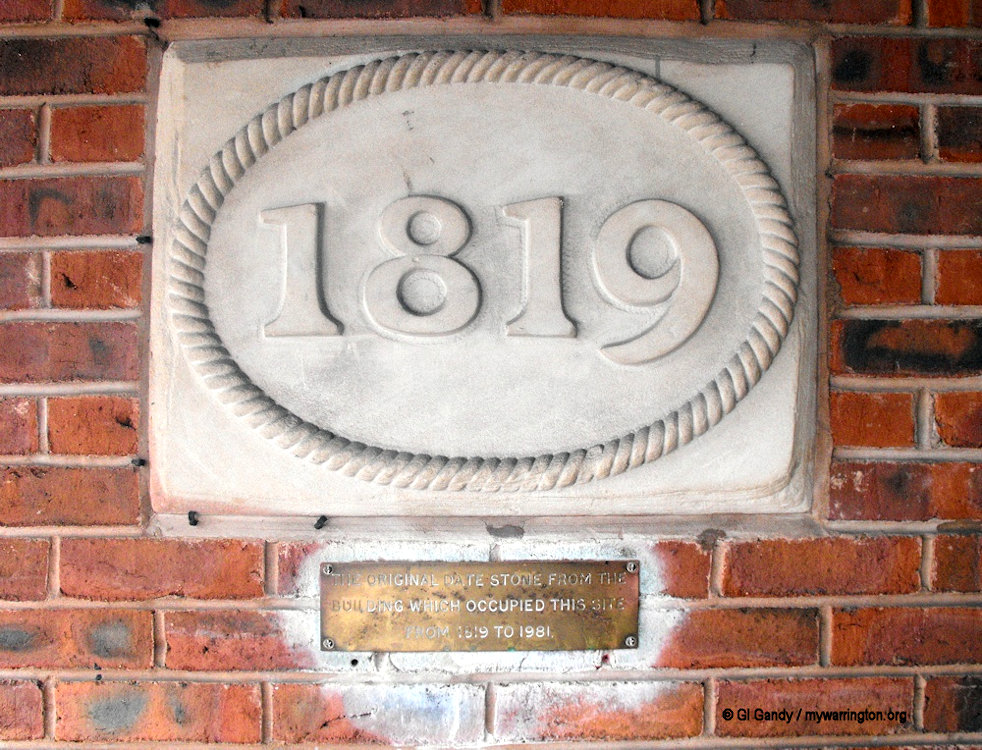 1819
THE ORIGINAL DATE STONE FROM THE
BUILDING WHICH OCCUPIED THIS SITE
FROM 1819 TO 1981.
© GI Gandy / mywarrington.org